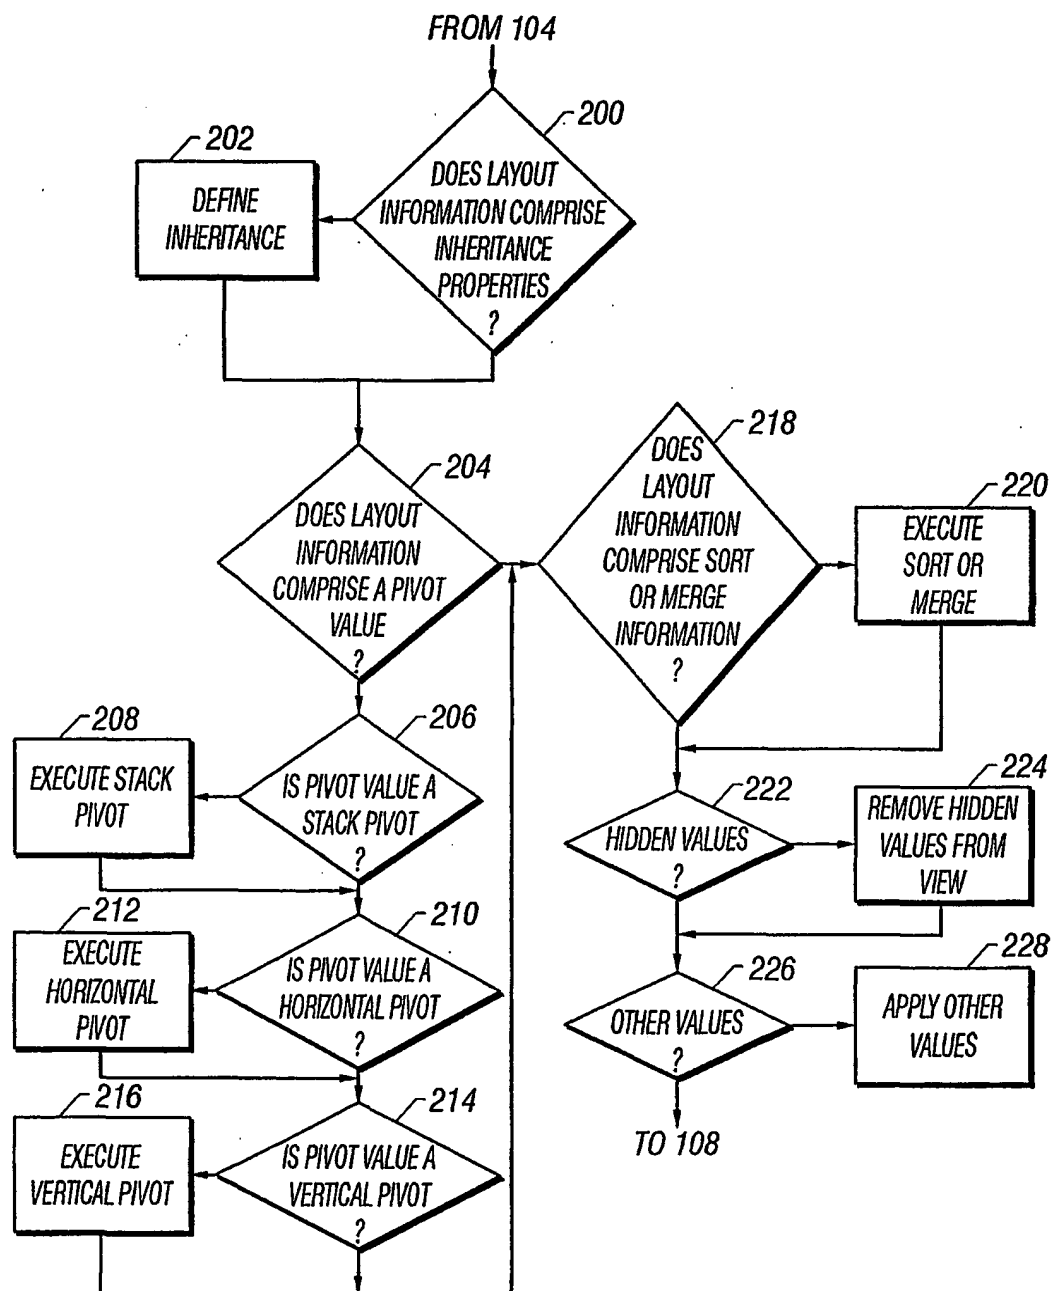 FROM 104
200
DOES LAYOUT
INFORMATION COMPRISE
INHERITANCE
PROPERTIES
?
202
DEFINE
INHERITANCE
204
DOES LAYOUT
INFORMATION
COMPRISE A PIVOT
VALUE
?
206
IS PIVOT VALUE A
STACK PIVOT
?
208
EXECUTE STACK
PIVOT
210
IS PIVOT VALUE A
HORIZONTAL PIVOT
?
212
EXECUTE
HORIZONTAL
PIVOT
214
IS PIVOT VALUE A
VERTICAL PIVOT
?
216
EXECUTE
VERTICAL PIVOT
218
DOES
LAYOUT
INFORMATION
COMPRISE SORT
OR MERGE
INFORMATION
?
220
EXECUTE
SORT OR
MERGE
222
HIDDEN VALUES
?
224
REMOVE HIDDEN
VALUES FROM
VIEW
226
OTHER VALUES
?
228
APPLY OTHER
VALUES
TO 108